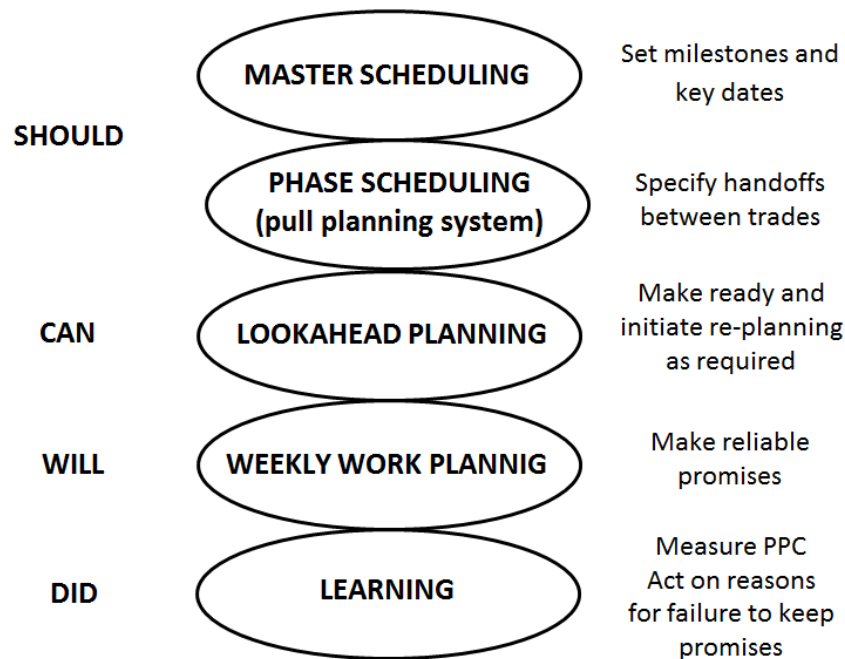 MASTER SCHEDULING
Set milestones and
key dates
SHOULD
PHASE SCHEDULING
(pull planning system)
Specify handoffs
between trades
CAN
LOOKAHEAD PLANNING
Make ready and
initiate re-planning
as required
WILL
WEEKLY WORK PLANNIG
Make reliable
promises
DID
LEARNING
Measure PPC
Act on reasons
for failure to keep
promises